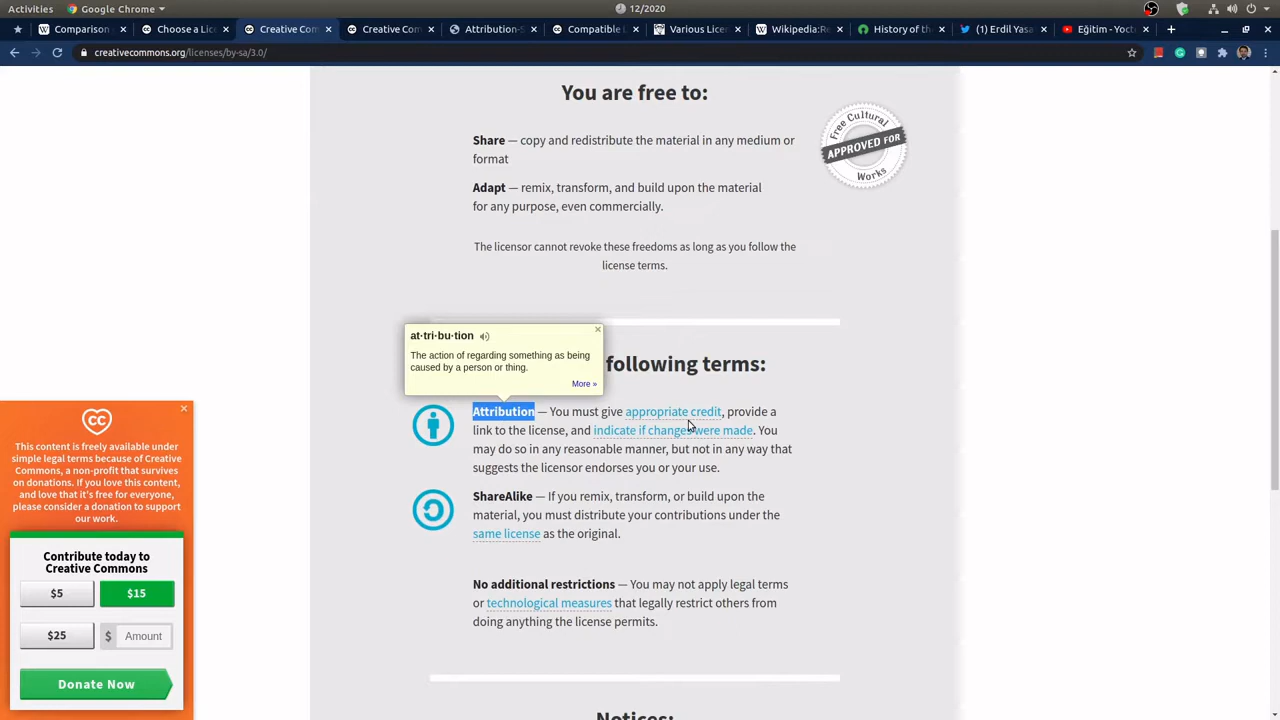 Activities
Google Chrome
12/2020
Comparison
Choose a Lic
Creative Com
Creative Com
Attribution-S
Compatible L
Various Licen
Wikipedia:Re
History of the
(1) Erdil Yasa
Eğitim - Yoct
creativecommons.org/licenses/by-sa/3.0/
You are free to:
Share — copy and redistribute the material in any medium or
format
Adapt — remix, transform, and build upon the material
for any purpose, even commercially.
Free Cultural
APPROVED FOR
Works
The licensor cannot revoke these freedoms as long as you follow the
license terms.
at·tri·bu·tion
The action of regarding something as being
caused by a person or thing.
More »
following terms:
Attribution — You must give appropriate credit, provide a
link to the license, and indicate if changes were made. You
may do so in any reasonable manner, but not in any way that
suggests the licensor endorses you or your use.
ShareAlike — If you remix, transform, or build upon the
material, you must distribute your contributions under the
same license as the original.
No additional restrictions — You may not apply legal terms
or technological measures that legally restrict others from
doing anything the license permits.
Notices:
CC
This content is freely available under
simple legal terms because of Creative
Commons, a non-profit that survives
on donations. If you love this content,
and love that it's free for everyone,
please consider a donation to support
our work.
Contribute today to
Creative Commons
$5
$15
$25
$ Amount
Donate Now